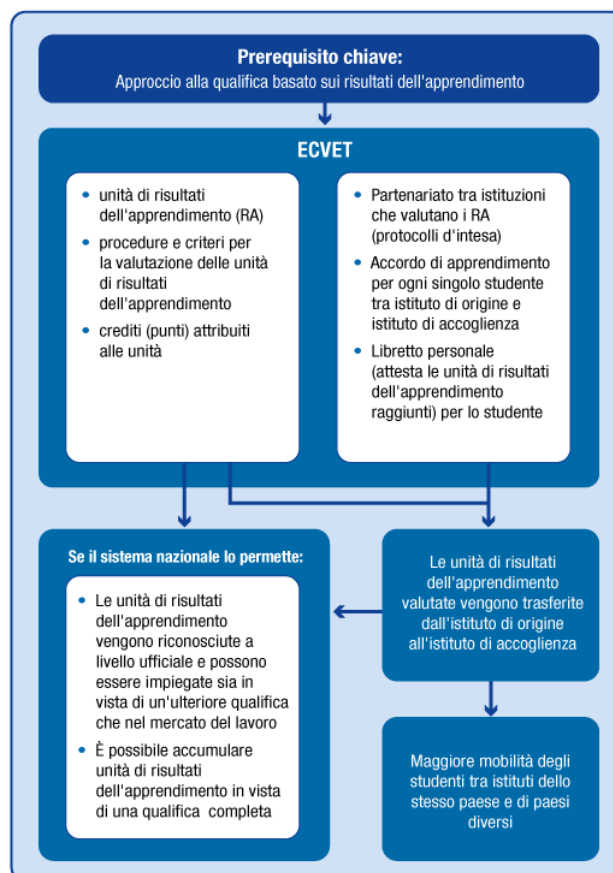 Prerequisito chiave:
Approccio alla qualifica basato sui risultati dell'apprendimento
ECVET
• unità di risultati
dell'apprendimento (RA)
• procedure e criteri per
la valutazione delle unità
di risultati
dell'apprendimento
• crediti (punti) attribuiti
alle unità
• Partenariato tra istituzioni
che valutano i RA
(protocolli d'intesa)
• Accordo di apprendimento
per ogni singolo studente
tra istituto di origine e
istituto di accoglienza
• Libretto personale
(attesta le unità di risultati
dell'apprendimento
raggiunti) per lo studente
Se il sistema nazionale lo permette:
• Le unità di risultati
dell'apprendimento
vengono riconosciute a
livello ufficiale e possono
essere impiegate sia in
vista di un'ulteriore qualifica
che nel mercato del lavoro
• È possibile accumulare
unità di risultati
dell'apprendimento in vista
di una qualifica completa
Le unità di risultati
dell'apprendimento
valutate vengono trasferite
dall'istituto di origine
all'istituto di accoglienza
Maggiore mobilità degli
studenti tra istituti dello
stesso paese e di paesi
diversi